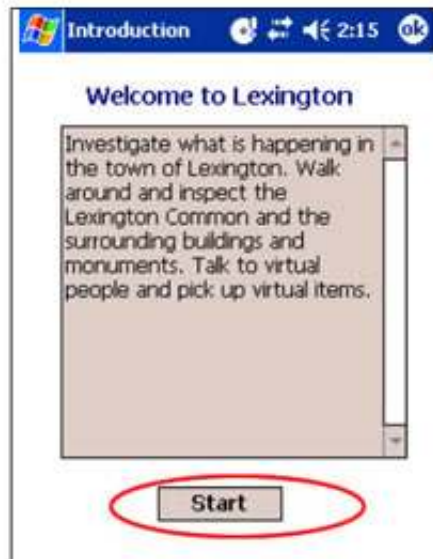 Introduction 2:15 ok
Welcome to Lexington
Investigate what is happening in
the town of Lexington. Walk
around and inspect the
Lexington Common and the
surrounding buildings and
monuments. Talk to virtual
people and pick up virtual items.
Start